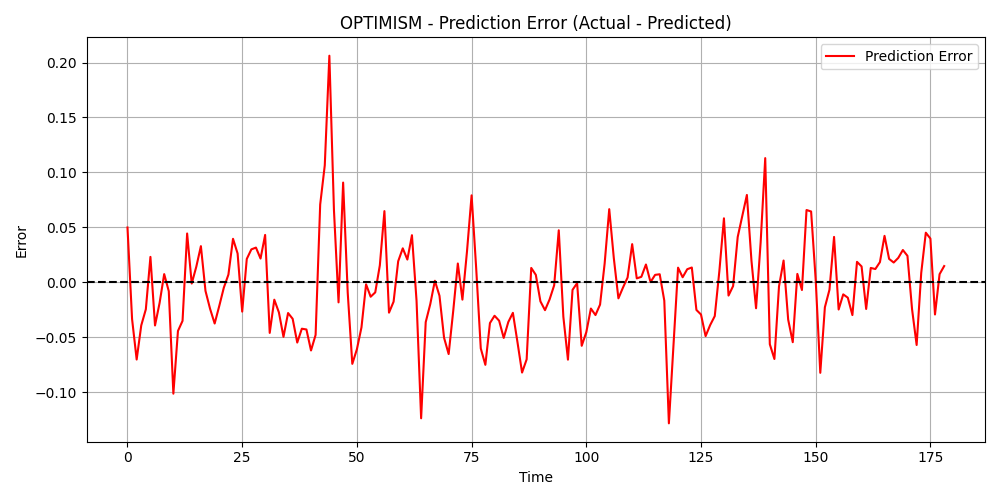 OPTIMISM - Prediction Error (Actual - Predicted)
Prediction Error
0.20
0.15
0.10
0.05
0.00
−0.05
−0.10
Error
0 25 50 75 100 125 150 175
Time